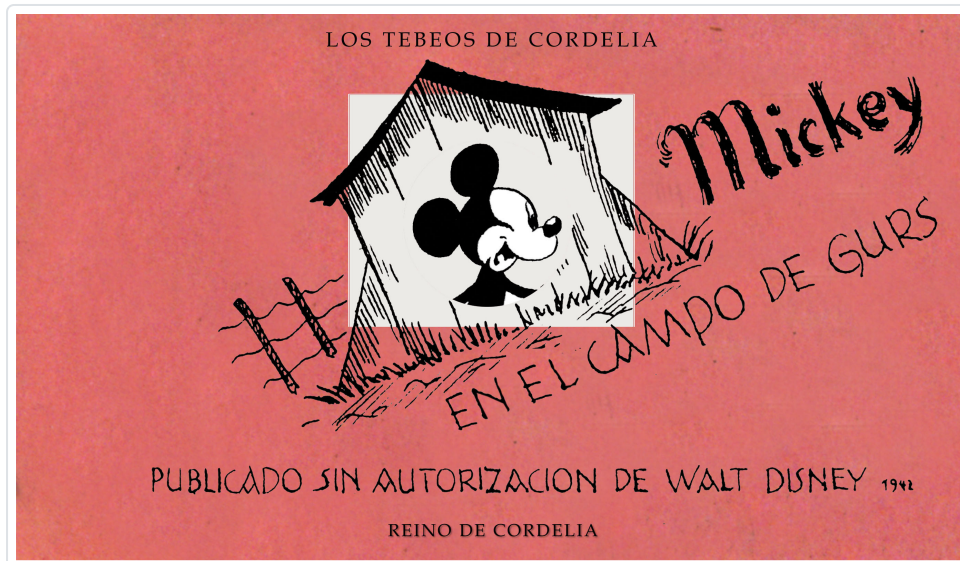 LOS TEBEOS DE CORDELIA
Mickey
EN EL CAMPO DE GURS
PUBLICADO SIN AUTORIZACION DE WALT DISNEY 1942
REINO DE CORDELIA